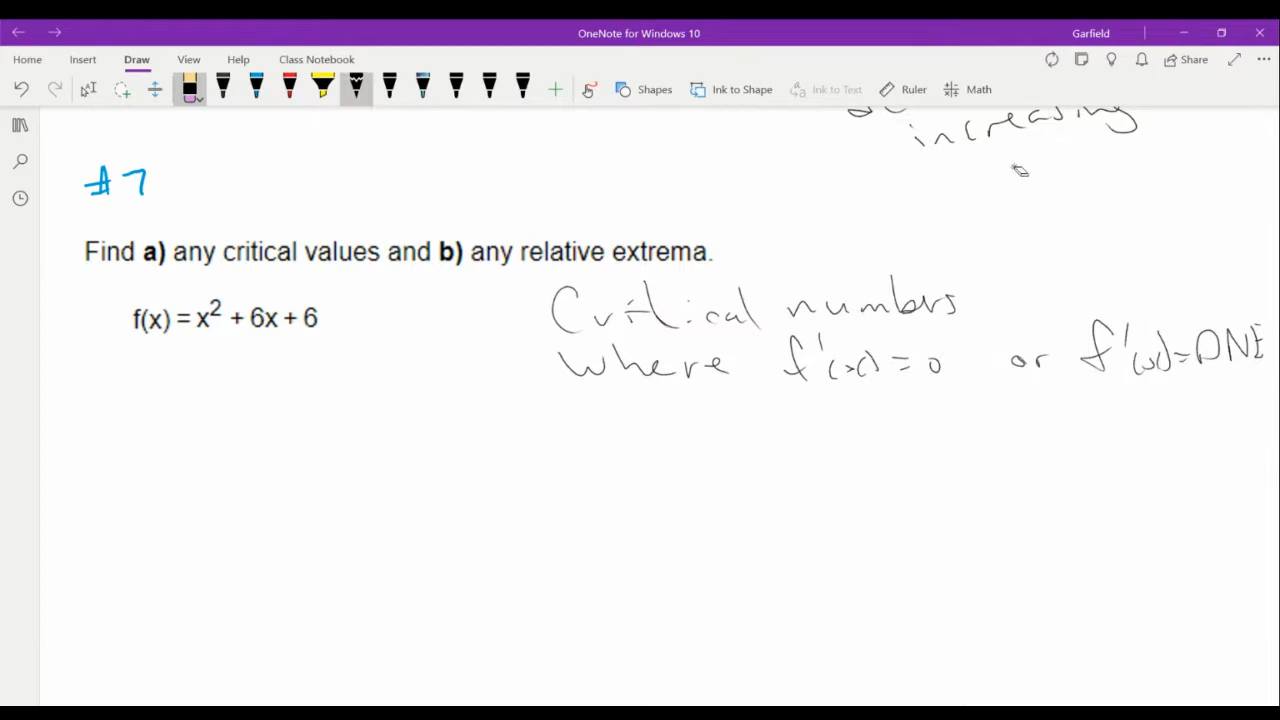 OneNote for Windows 10
Garfield
Home Insert Draw View Help Class Notebook
Share
Shapes Ink to Shape Ink to Text Ruler Math
increasing
#7
Find a) any critical values and b) any relative extrema.
f(x) = x² + 6x + 6
Critical numbers
where f'(x) = 0 or f'(x) = DNE